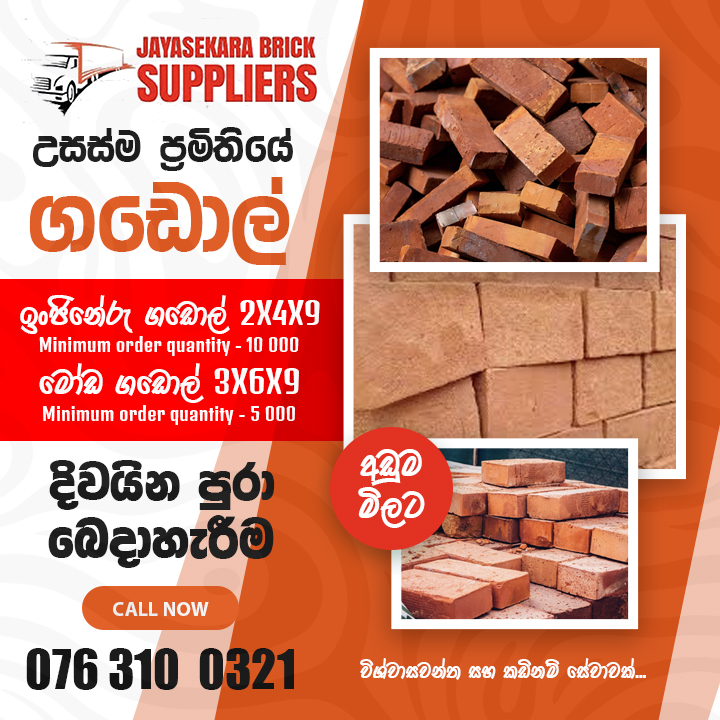 JAYASEKARA BRICK
SUPPLIERS
උසස්ම ප්‍රමිතියේ
ගඩොල්
ඉංජිනේරු ගඩොල් 2X4X9
Minimum order quantity - 10 000
මෝඩ ගඩොල් 3X6X9
Minimum order quantity - 5 000
අඩුම
මිලට
දිවයින පුරා
බෙදාහැරීම
CALL NOW
076 310 0321
විශ්වාසවන්ත සහ කඩිනම් සේවාවක්...